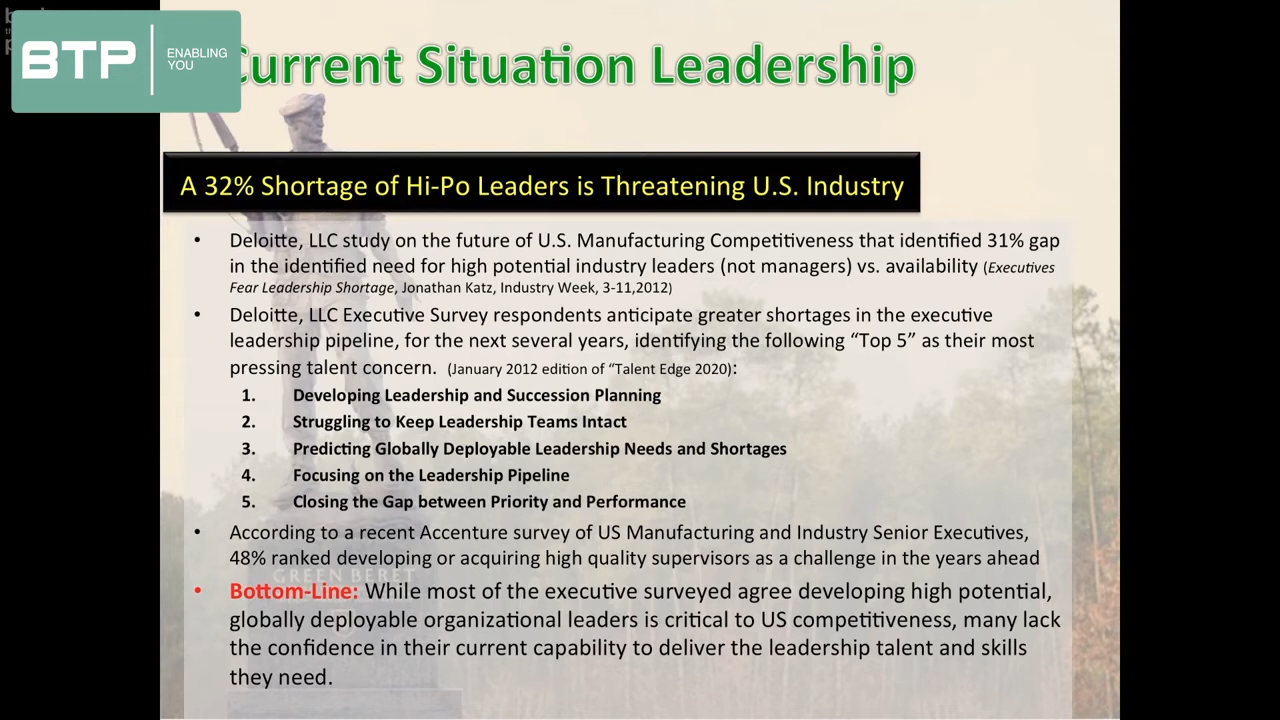 BTP ENABLING YOU
Current Situation Leadership
A 32% Shortage of Hi-Po Leaders is Threatening U.S. Industry
• Deloitte, LLC study on the future of U.S. Manufacturing Competitiveness that identified 31% gap
in the identified need for high potential industry leaders (not managers) vs. availability (Executives
Fear Leadership Shortage, Jonathan Katz, Industry Week, 3-11,2012)
• Deloitte, LLC Executive Survey respondents anticipate greater shortages in the executive
leadership pipeline, for the next several years, identifying the following “Top 5” as their most
pressing talent concern. (January 2012 edition of “Talent Edge 2020):
1. Developing Leadership and Succession Planning
2. Struggling to Keep Leadership Teams Intact
3. Predicting Globally Deployable Leadership Needs and Shortages
4. Focusing on the Leadership Pipeline
5. Closing the Gap between Priority and Performance
• According to a recent Accenture survey of US Manufacturing and Industry Senior Executives,
48% ranked developing or acquiring high quality supervisors as a challenge in the years ahead
GREEN BERET
• Bottom-Line: While most of the executive surveyed agree developing high potential,
globally deployable organizational leaders is critical to US competitiveness, many lack
the confidence in their current capability to deliver the leadership talent and skills
they need.